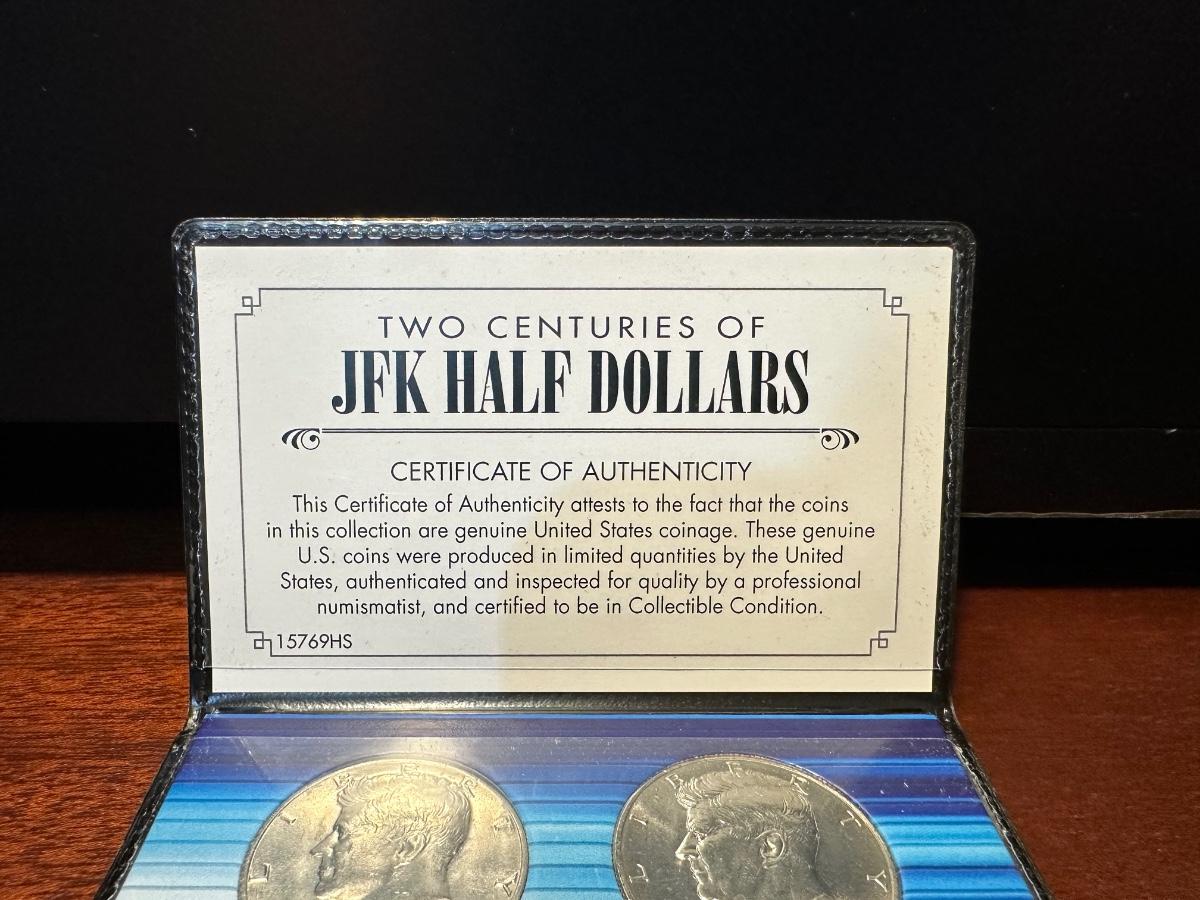 TWO CENTURIES OF
JFK HALF DOLLARS
CERTIFICATE OF AUTHENTICITY
This Certificate of Authenticity attests to the fact that the coins
in this collection are genuine United States coinage. These genuine
U.S. coins were produced in limited quantities by the United
States, authenticated and inspected for quality by a professional
numismatist, and certified to be in Collectible Condition.
15769HS
LIBERTY
LIBERTY